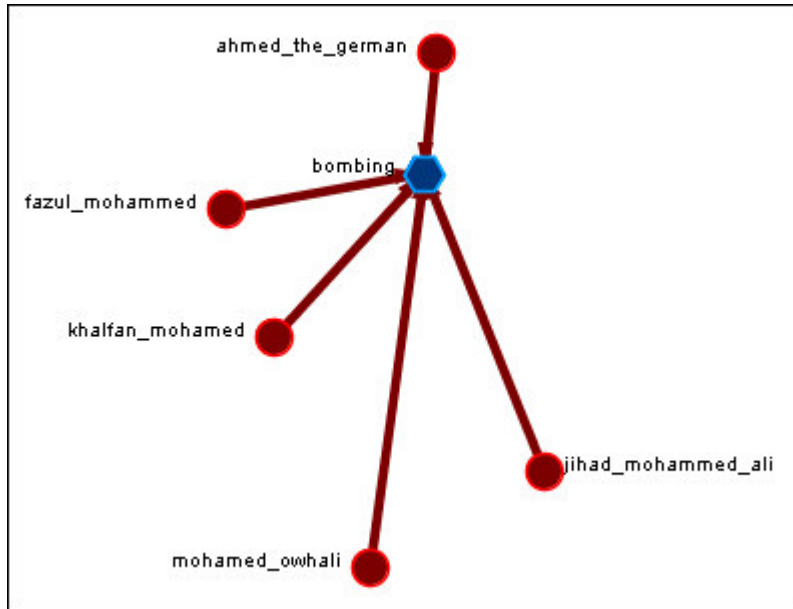 ahmed_the_german
bombing
fazul_mohammed
khalfan_mohamed
jihad_mohammed_ali
mohamed_owhali